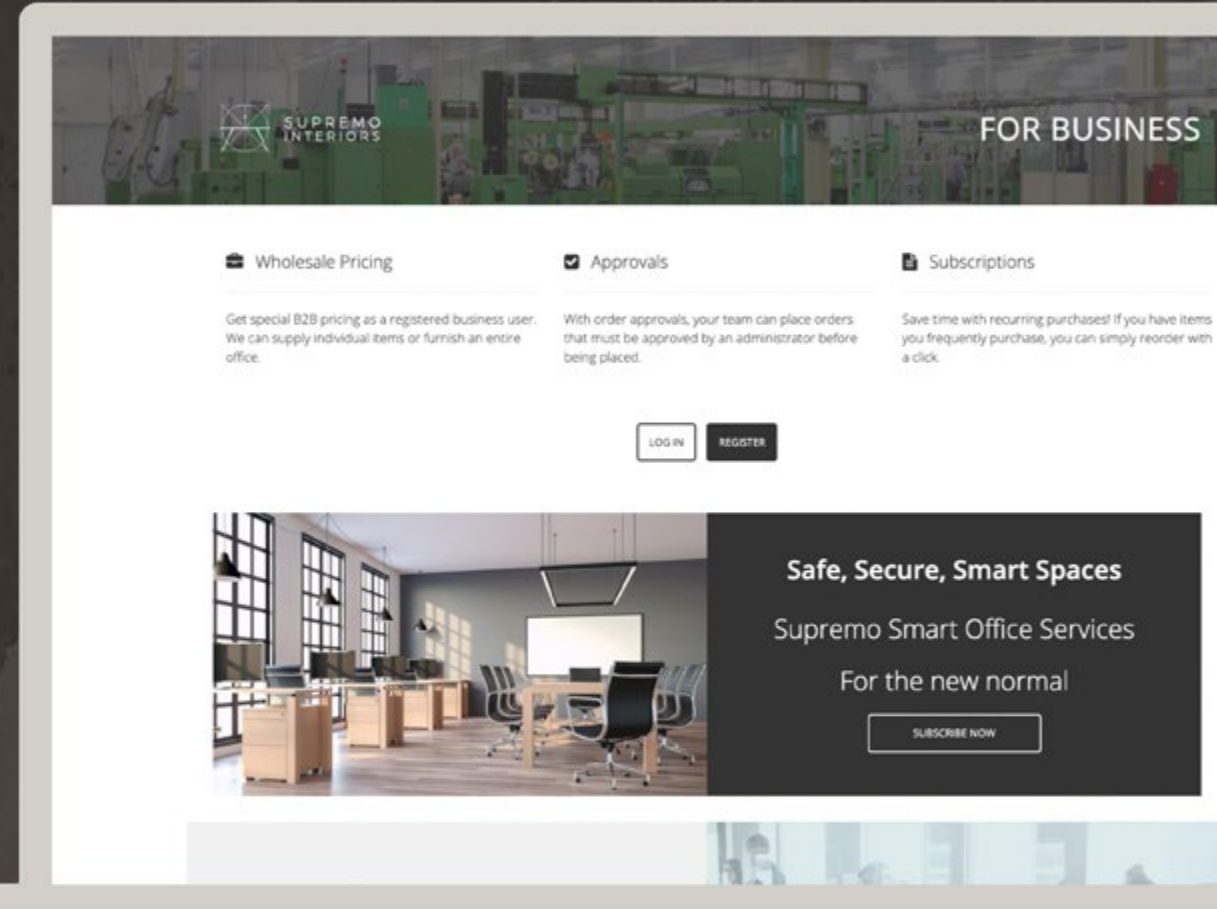 SUPREMO
INTERIORS
FOR BUSINESS
Wholesale Pricing
Get special B2B pricing as a registered business user.
We can supply individual items or furnish an entire
office.
Approvals
With order approvals, your team can place orders
that must be approved by an administrator before
being placed.
Subscriptions
Save time with recurring purchases! If you have items
you frequently purchase, you can simply reorder with
a click.
LOG IN
REGISTER
Safe, Secure, Smart Spaces
Supremo Smart Office Services
For the new normal
SUBSCRIBE NOW